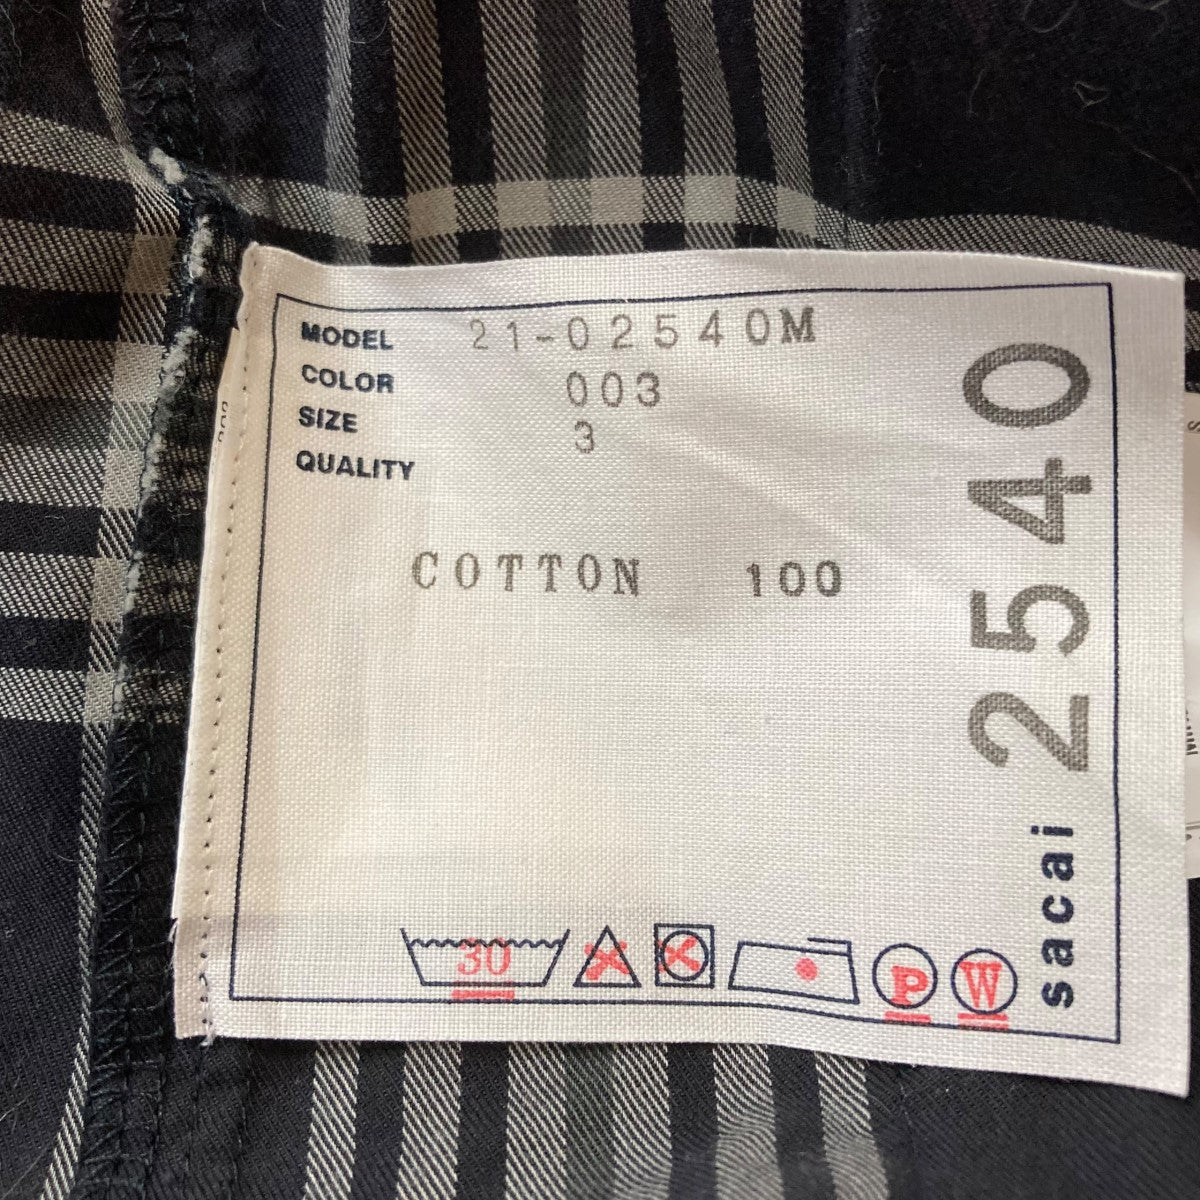 MODEL 21-02540M
COLOR 003
SIZE 3
QUALITY
COTTON 100
2540
sacai
30
P
W